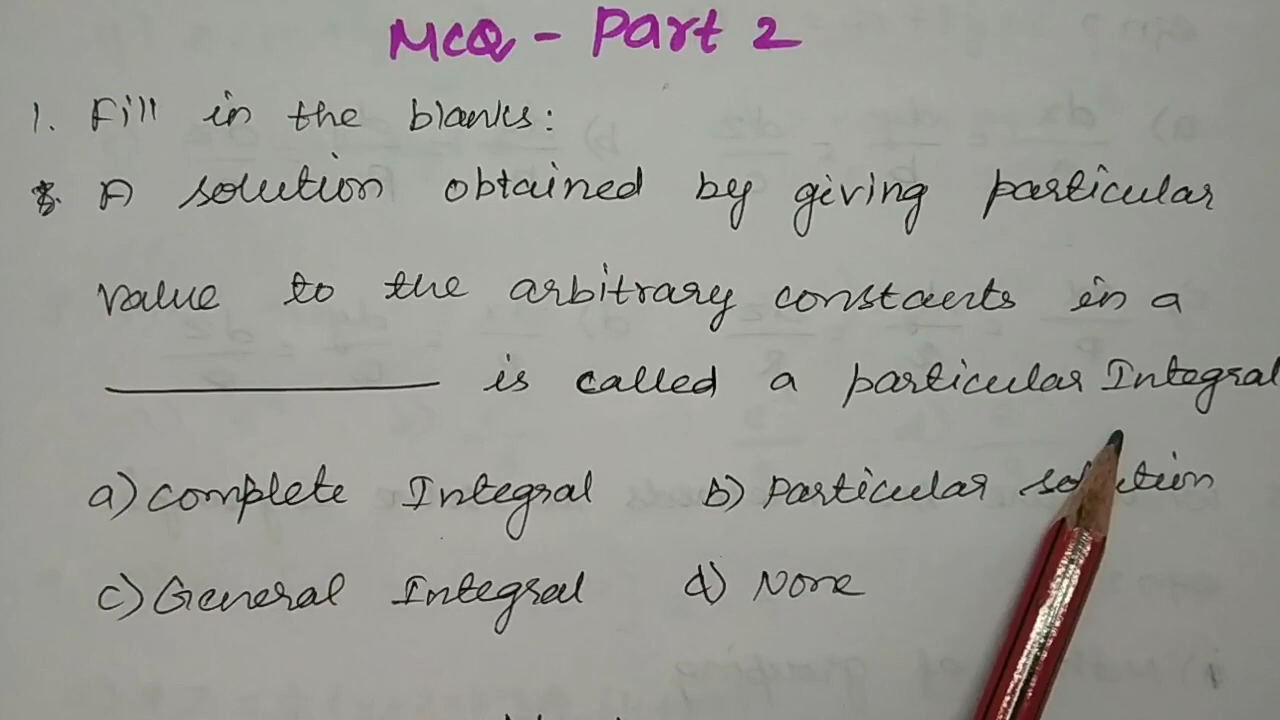 MCQ - Part 2
1. Fill in the blanks:
A solution obtained by giving particular
value to the arbitrary constants in a
__________ is called a particular Integral
a) complete Integral b) Particular solution
c) General Integral d) None